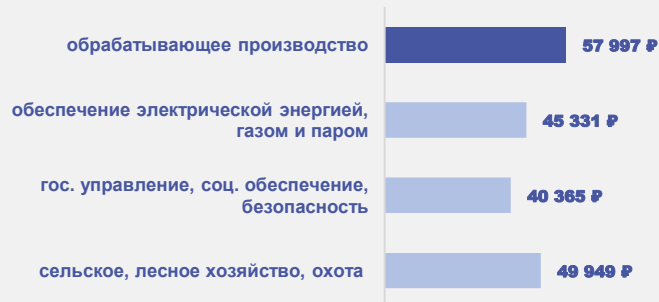 обрабатывающее производство
57 997 ₽
обеспечение электрической энергией,
газом и паром
45 331 ₽
гос. управление, соц. обеспечение,
безопасность
40 365 ₽
сельское, лесное хозяйство, охота
49 949 ₽